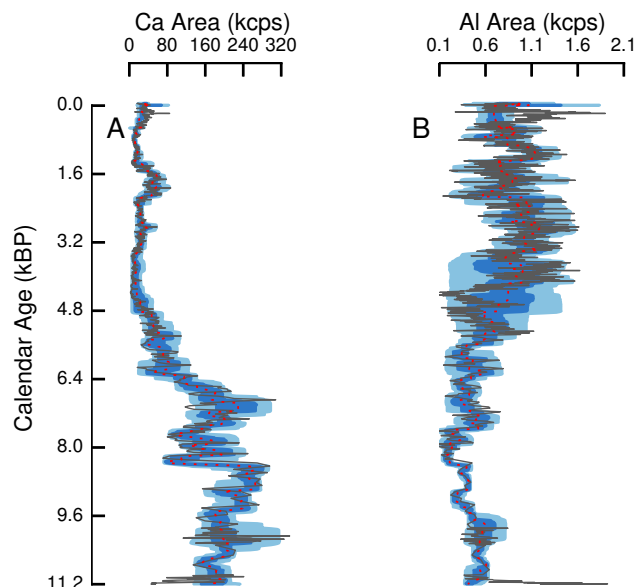 Ca Area (kcps)
Al Area (kcps)
0 80 160 240 320
0.1 0.6 1.1 1.6 2.1
A
B
Calendar Age (kBP)
0.0
1.6
3.2
4.8
6.4
8.0
9.6
11.2